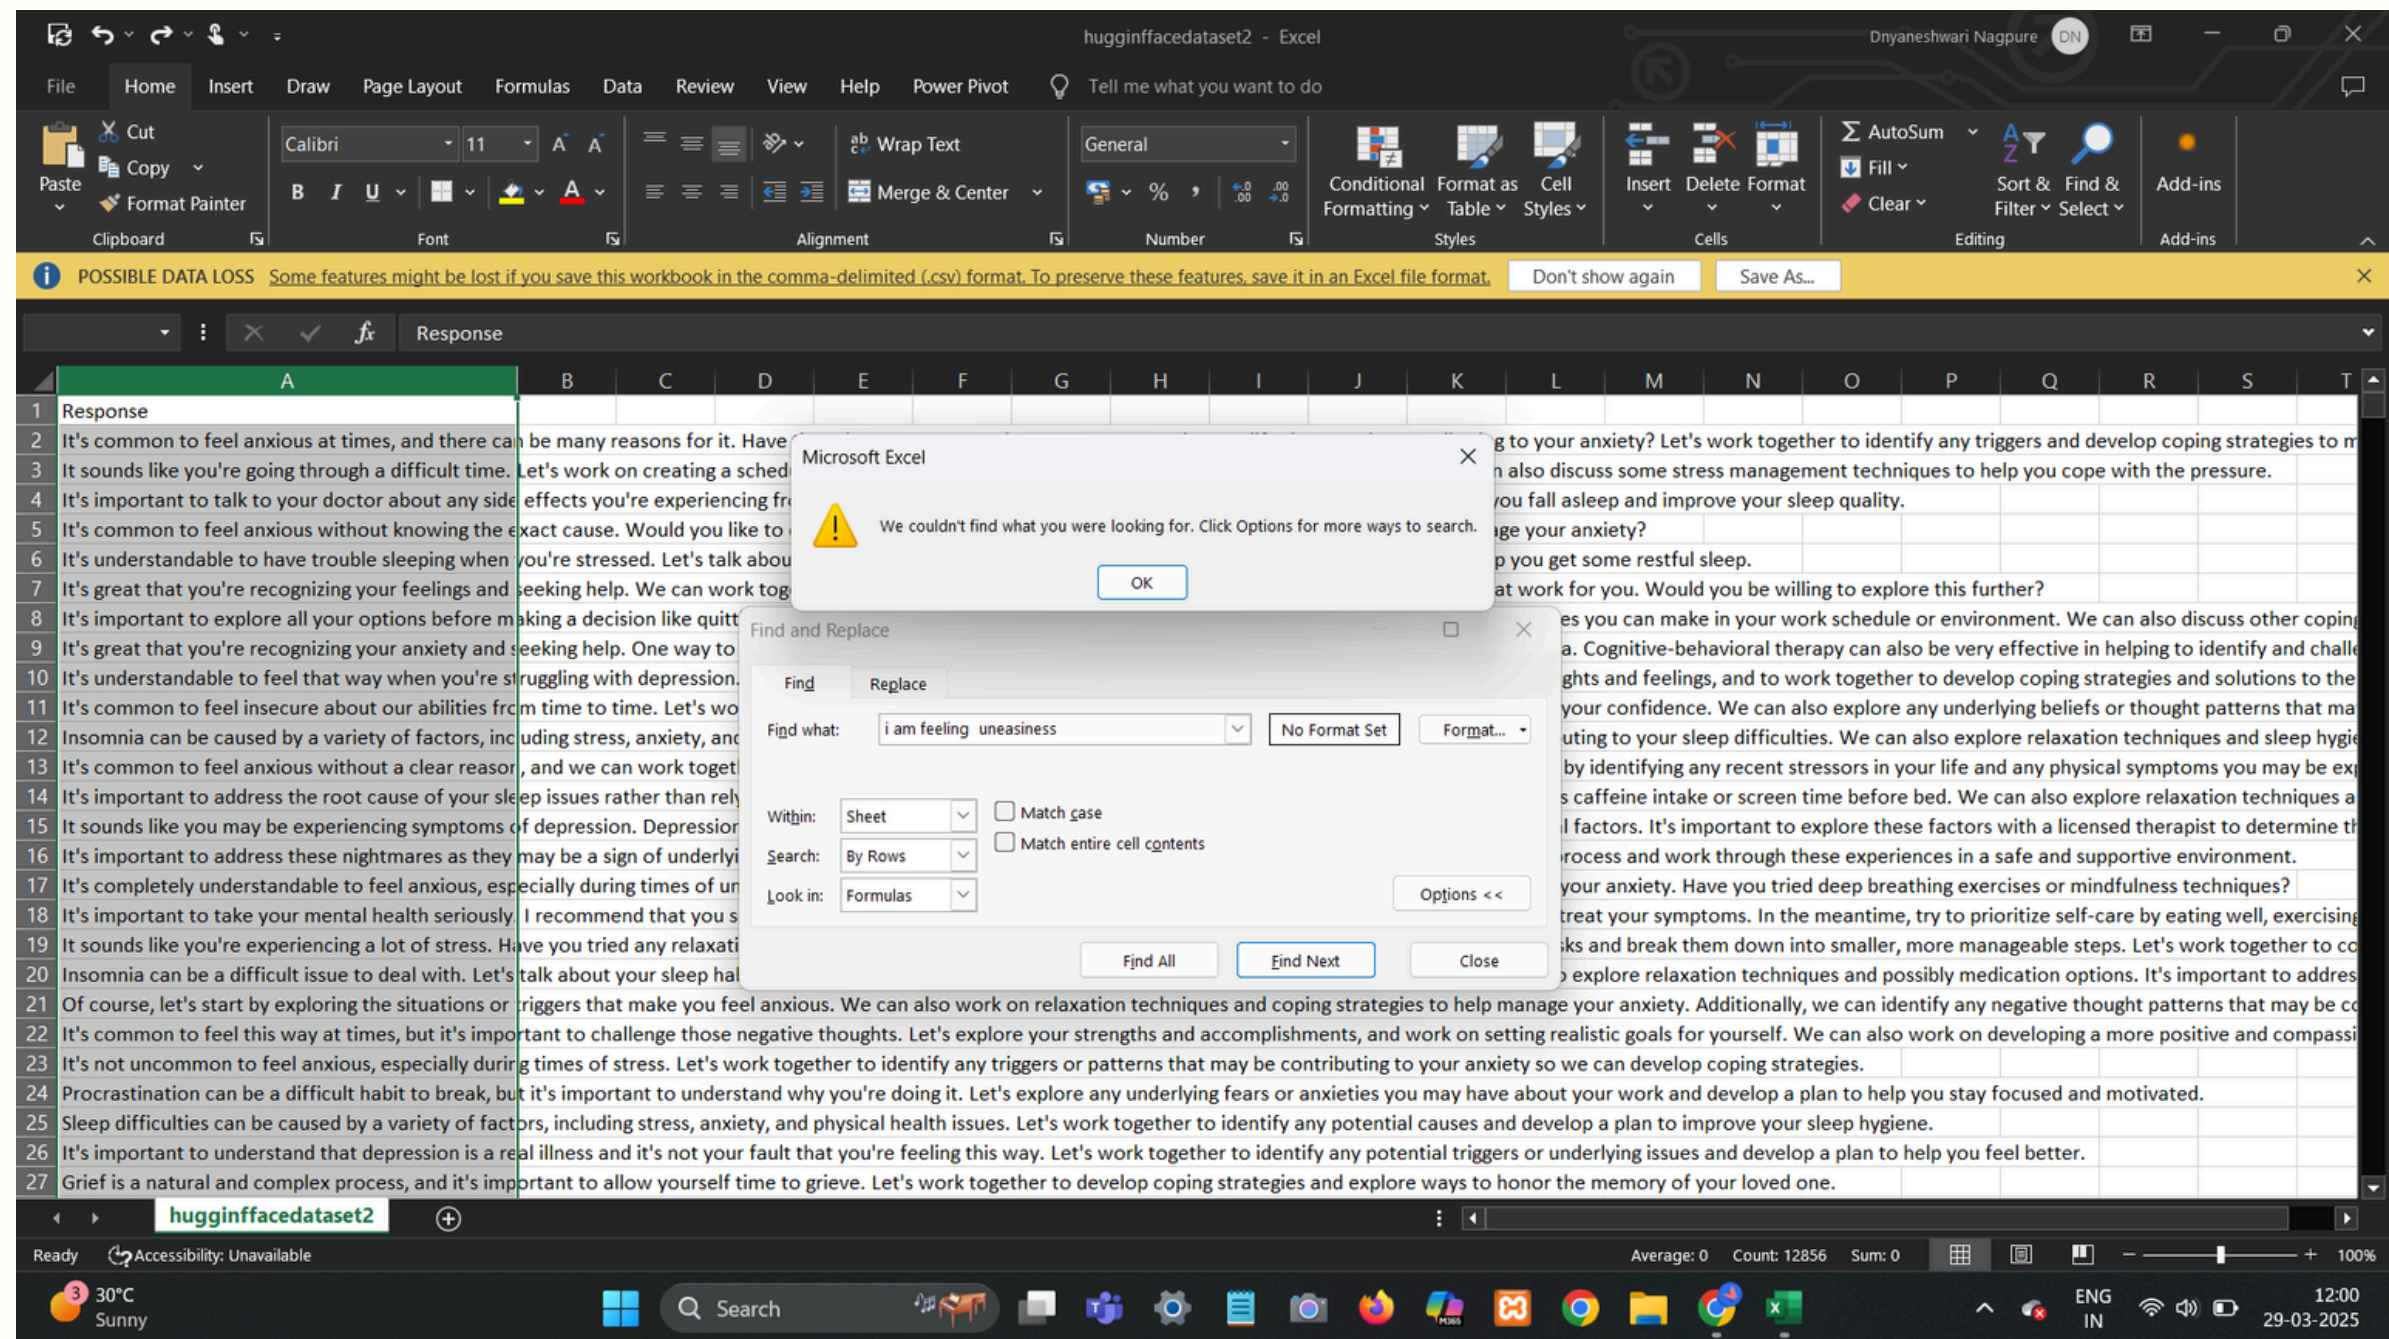 hugginffacedataset2 - Excel
Dnyaneshwari Nagpure DN
File Home Insert Draw Page Layout Formulas Data Review View Help Power Pivot Tell me what you want to do
Cut
Copy
Format Painter
Paste
Clipboard
Calibri 11
B I U
Font
Wrap Text
Merge & Center
Alignment
General
Number
Conditional Formatting
Format as Table
Cell Styles
Styles
Insert Delete Format
Cells
AutoSum
Fill
Clear
Sort & Filter
Find & Select
Editing
Add-ins
Add-ins
POSSIBLE DATA LOSS Some features might be lost if you save this workbook in the comma-delimited (.csv) format. To preserve these features, save it in an Excel file format. Don't show again Save As...
fx Response
A B C D E F G H I J K L M N O P Q R S T
1 Response
2 It's common to feel anxious at times, and there can be many reasons for it. Have to your anxiety? Let's work together to identify any triggers and develop coping strategies to m
3 It sounds like you're going through a difficult time. Let's work on creating a sched also discuss some stress management techniques to help you cope with the pressure.
4 It's important to talk to your doctor about any side effects you're experiencing fr you fall asleep and improve your sleep quality.
5 It's common to feel anxious without knowing the exact cause. Would you like to age your anxiety?
6 It's understandable to have trouble sleeping when you're stressed. Let's talk abou p you get some restful sleep.
7 It's great that you're recognizing your feelings and seeking help. We can work tog at work for you. Would you be willing to explore this further?
8 It's important to explore all your options before making a decision like quitt es you can make in your work schedule or environment. We can also discuss other coping
9 It's great that you're recognizing your anxiety and seeking help. One way to a. Cognitive-behavioral therapy can also be very effective in helping to identify and challe
10 It's understandable to feel that way when you're struggling with depression. ghts and feelings, and to work together to develop coping strategies and solutions to the
11 It's common to feel insecure about our abilities from time to time. Let's wo your confidence. We can also explore any underlying beliefs or thought patterns that ma
12 Insomnia can be caused by a variety of factors, including stress, anxiety, and uting to your sleep difficulties. We can also explore relaxation techniques and sleep hygie
13 It's common to feel anxious without a clear reason, and we can work toget by identifying any recent stressors in your life and any physical symptoms you may be exp
14 It's important to address the root cause of your sleep issues rather than rely s caffeine intake or screen time before bed. We can also explore relaxation techniques a
15 It sounds like you may be experiencing symptoms of depression. Depression l factors. It's important to explore these factors with a licensed therapist to determine th
16 It's important to address these nightmares as they may be a sign of underlyi rocess and work through these experiences in a safe and supportive environment.
17 It's completely understandable to feel anxious, especially during times of un your anxiety. Have you tried deep breathing exercises or mindfulness techniques?
18 It's important to take your mental health seriously. I recommend that you s treat your symptoms. In the meantime, try to prioritize self-care by eating well, exercising
19 It sounds like you're experiencing a lot of stress. Have you tried any relaxati sks and break them down into smaller, more manageable steps. Let's work together to co
20 Insomnia can be a difficult issue to deal with. Let's talk about your sleep hal o explore relaxation techniques and possibly medication options. It's important to addres
21 Of course, let's start by exploring the situations or triggers that make you feel anxious. We can also work on relaxation techniques and coping strategies to help manage your anxiety. Additionally, we can identify any negative thought patterns that may be co
22 It's common to feel this way at times, but it's important to challenge those negative thoughts. Let's explore your strengths and accomplishments, and work on setting realistic goals for yourself. We can also work on developing a more positive and compassi
23 It's not uncommon to feel anxious, especially during times of stress. Let's work together to identify any triggers or patterns that may be contributing to your anxiety so we can develop coping strategies.
24 Procrastination can be a difficult habit to break, but it's important to understand why you're doing it. Let's explore any underlying fears or anxieties you may have about your work and develop a plan to help you stay focused and motivated.
25 Sleep difficulties can be caused by a variety of factors, including stress, anxiety, and physical health issues. Let's work together to identify any potential causes and develop a plan to improve your sleep hygiene.
26 It's important to understand that depression is a real illness and it's not your fault that you're feeling this way. Let's work together to identify any potential triggers or underlying issues and develop a plan to help you feel better.
27 Grief is a natural and complex process, and it's important to allow yourself time to grieve. Let's work together to develop coping strategies and explore ways to honor the memory of your loved one.
Microsoft Excel
We couldn't find what you were looking for. Click Options for more ways to search.
OK
Find and Replace
Find Replace
Find what: i am feeling  uneasiness No Format Set Format...
Within: Sheet Match case
Search: By Rows Match entire cell contents
Look in: Formulas Options <<
Find All Find Next Close
hugginffacedataset2
Ready Accessibility: Unavailable Average: 0 Count: 12856 Sum: 0 100%
3 30°C
Sunny
Search
M365
ENG
IN
12:00
29-03-2025